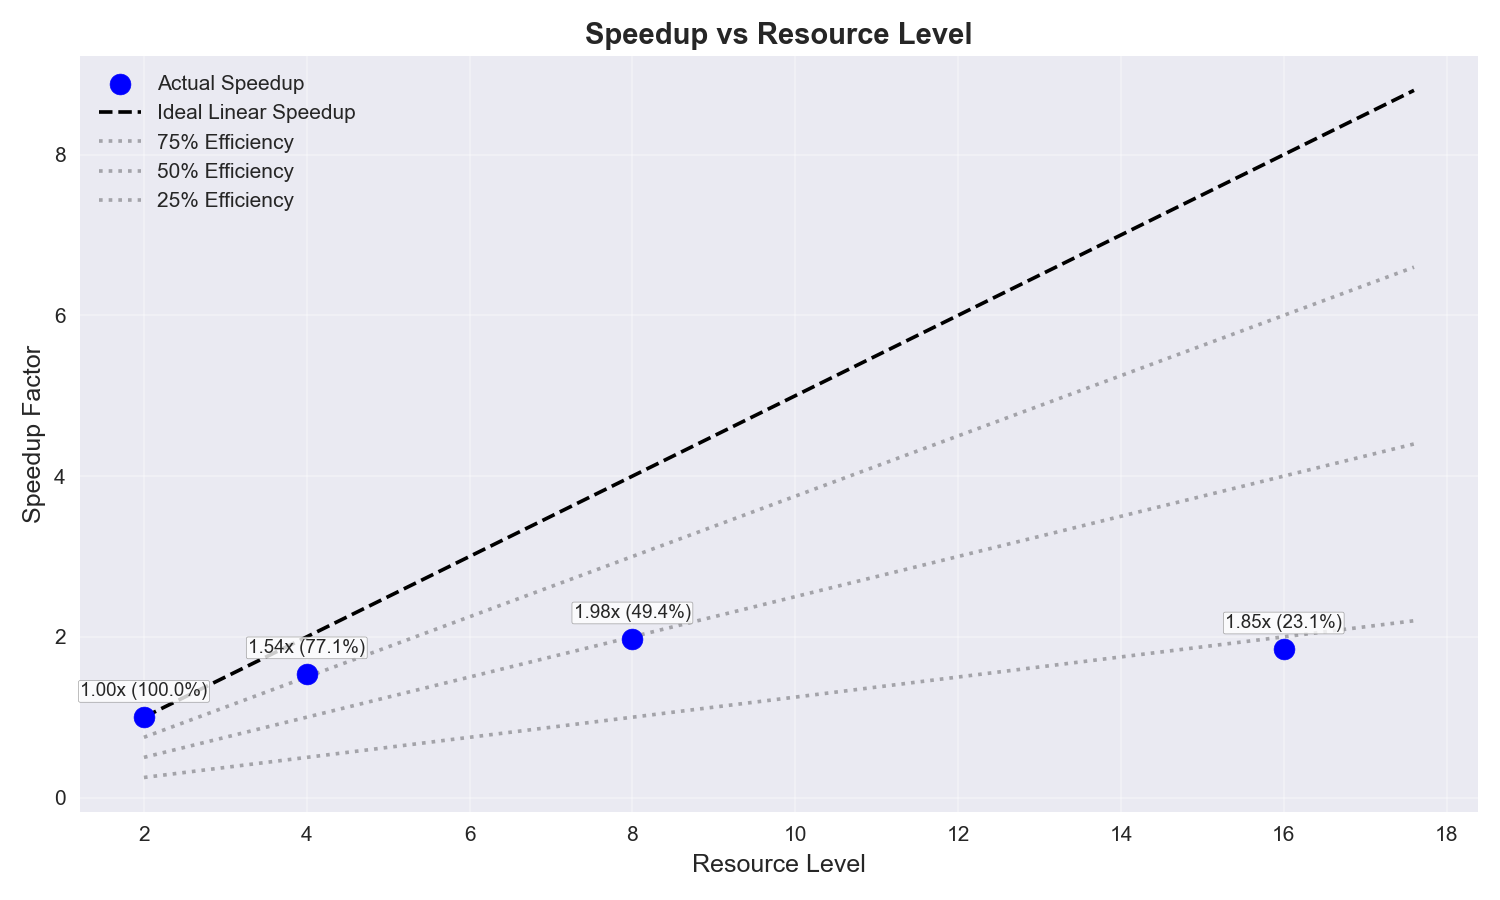 Speedup vs Resource Level
Actual Speedup
Ideal Linear Speedup
75% Efficiency
50% Efficiency
25% Efficiency
8
6
4
2
0
Speedup Factor
1.00x (100.0%)
1.54x (77.1%)
1.98x (49.4%)
1.85x (23.1%)
2 4 6 8 10 12 14 16 18
Resource Level